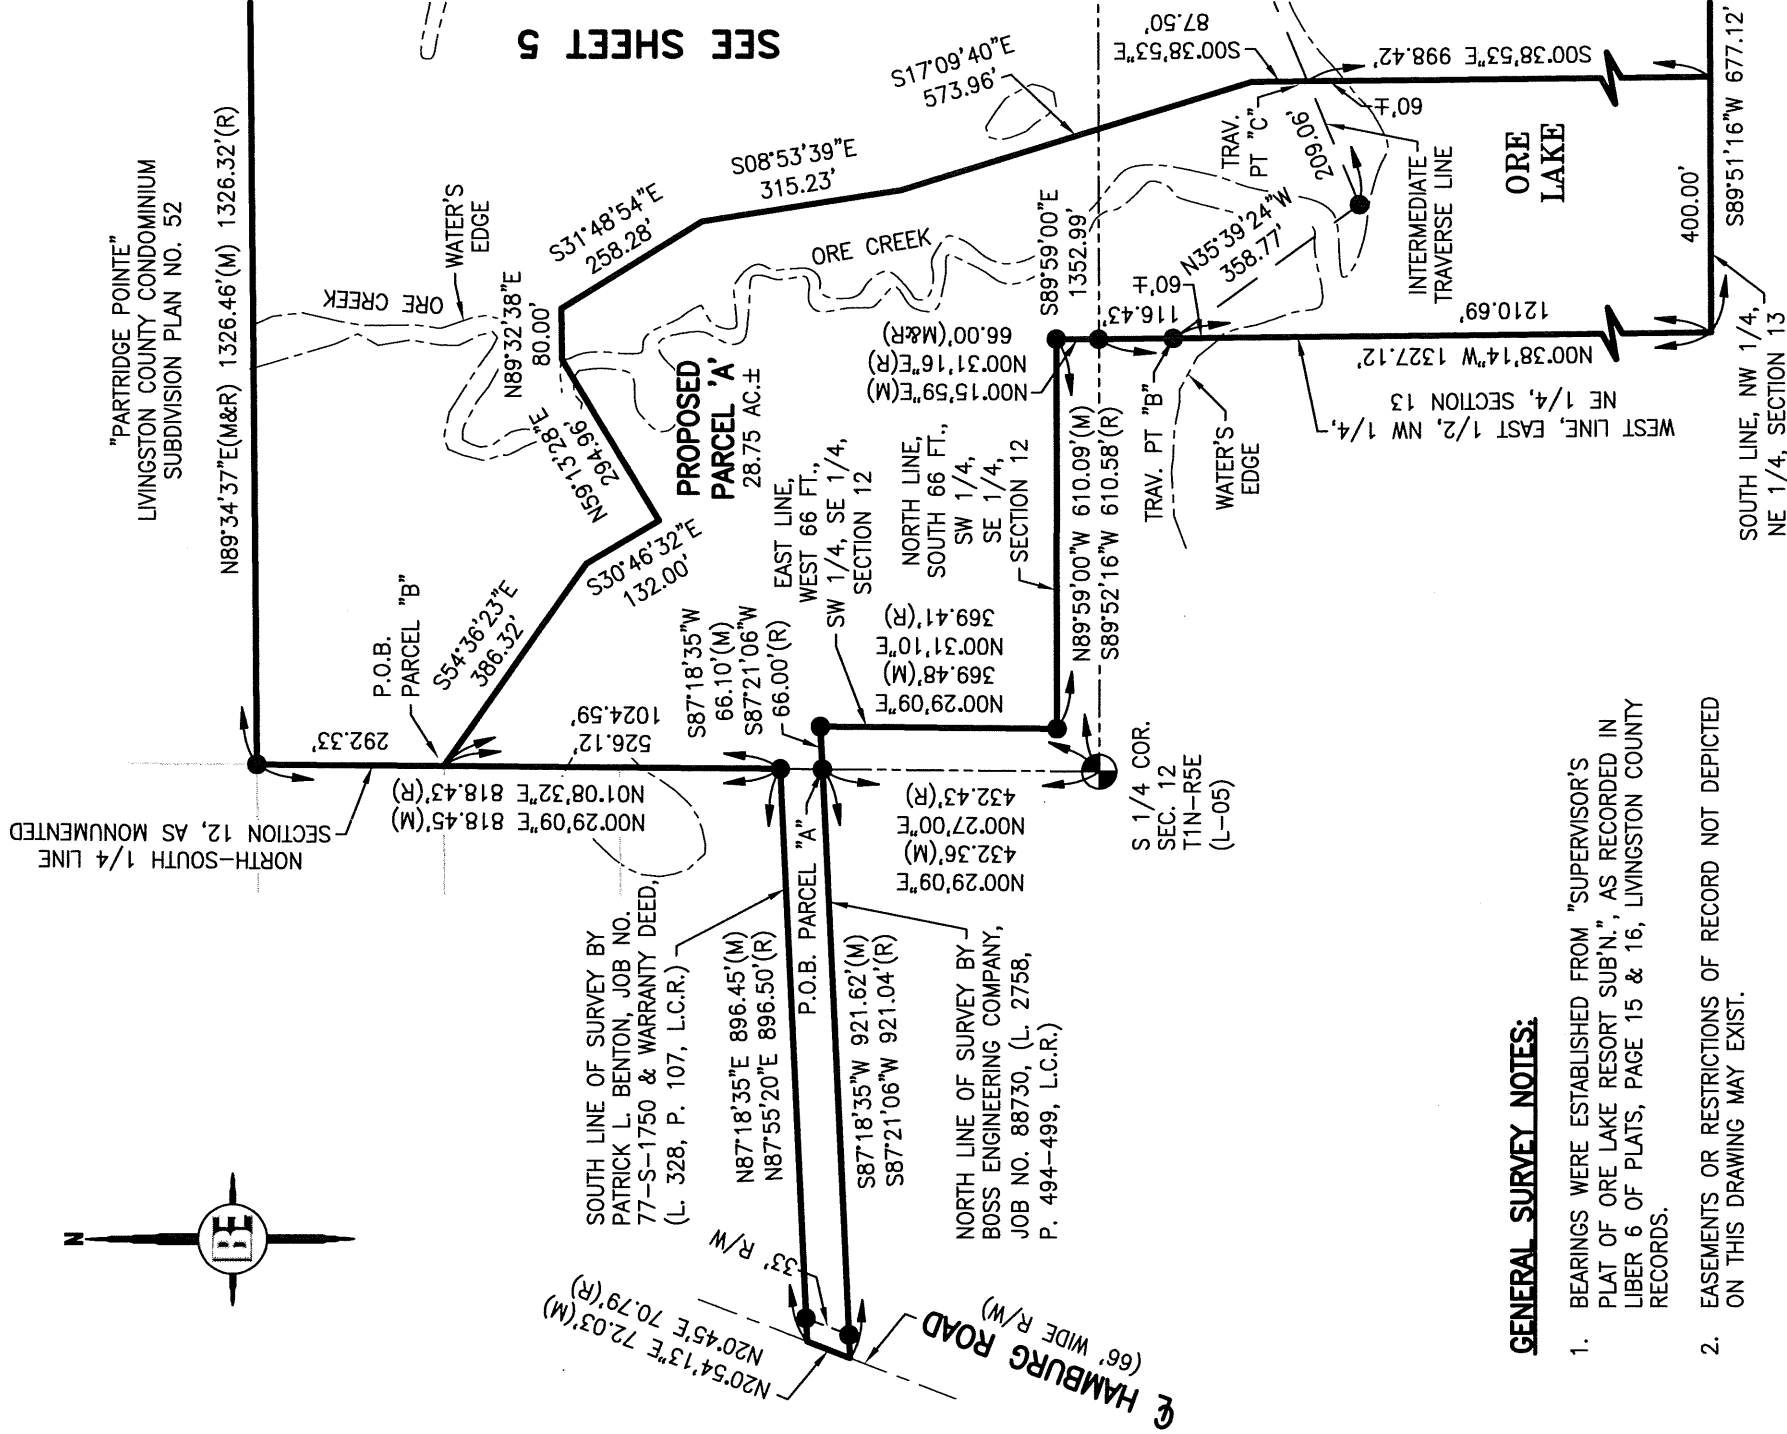 "PARTRIDGE POINTE"
LIVINGSTON COUNTY CONDOMINIUM
SUBDIVISION PLAN NO. 52
N89°34'37"E(M&R) 1326.46'(M) 1326.32'(R)
SEE SHEET 5
NORTH-SOUTH 1/4 LINE
SECTION 12, AS MONUMENTED
292.33'
P.O.B.
PARCEL "B"
S54°36'23"E
386.32'
WATER'S
EDGE
ORE CREEK
N89°32'38"E
80.00'
N59°13'28"E
294.96'
S30°46'32"E
132.00'
S31°48'54"E
258.28'
S08°53'39"E
315.23'
S17°09'40"E
573.96'
S00°38'53"E
87.50'
S00°38'53"E 998.42'
ORE CREEK
PROPOSED
PARCEL 'A'
28.75 AC.±
N00°29'09"E 818.45'(M)
N01°08'32"E 818.43'(R)
526.12'
1024.59'
S87°18'35"W
66.10'(M)
S87°21'06"W
66.00'(R)
EAST LINE,
WEST 66 FT.,
SW 1/4, SE 1/4,
SECTION 12
N00°29'09"E
369.48'(M)
N00°31'10"E
369.41'(R)
NORTH LINE,
SOUTH 66 FT.,
SW 1/4,
SE 1/4,
SECTION 12
N89°59'00"W 610.09'(M)
S89°52'16"W 610.58'(R)
N00°15'59"E(M)
N00°31'16"E(R)
66.00'(M&R)
S89°59'00"E
1352.99'
116.43'
60'±
N35°39'24"W
358.77'
TRAV.
PT "C"
209.06'
60'±
INTERMEDIATE
TRAVERSE LINE
ORE
LAKE
TRAV. PT "B"
WATER'S
EDGE
N00°38'14"W 1327.12'
1210.69'
WEST LINE, EAST 1/2, NW 1/4,
NE 1/4, SECTION 13
400.00'
S89°51'16"W 677.12'
SOUTH LINE, NW 1/4,
NE 1/4, SECTION 13
S 1/4 COR.
SEC. 12
T1N-R5E
(L-05)
N00°29'09"E
432.36'(M)
N00°27'00"E
432.43'(R)
P.O.B. PARCEL "A"
SOUTH LINE OF SURVEY BY
PATRICK L. BENTON, JOB NO.
77-S-1750 & WARRANTY DEED,
(L. 328, P. 107, L.C.R.)
N87°18'35"E 896.45'(M)
N87°55'20"E 896.50'(R)
S87°18'35"W 921.62'(M)
S87°21'06"W 921.04'(R)
NORTH LINE OF SURVEY BY
BOSS ENGINEERING COMPANY,
JOB NO. 88730, (L. 2758,
P. 494-499, L.C.R.)
33' R/W
N20°54'13"E 72.03'(M)
N20°45'E 70.79'(R)
℄ HAMBURG ROAD
(66' WIDE R/W)
N
BE
GENERAL SURVEY NOTES:
1. BEARINGS WERE ESTABLISHED FROM "SUPERVISOR'S
PLAT OF ORE LAKE RESORT SUB'N.", AS RECORDED IN
LIBER 6 OF PLATS, PAGE 15 & 16, LIVINGSTON COUNTY
RECORDS.
2. EASEMENTS OR RESTRICTIONS OF RECORD NOT DEPICTED
ON THIS DRAWING MAY EXIST.